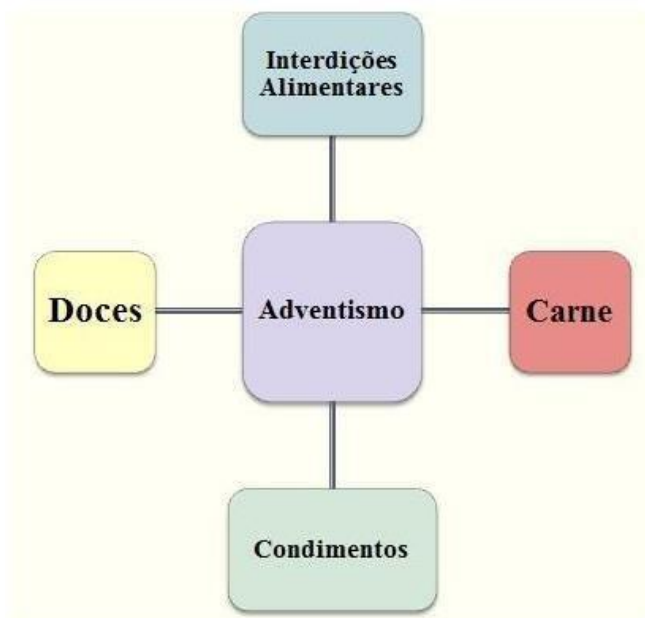 Interdições
Alimentares
Doces
Adventismo
Carne
Condimentos